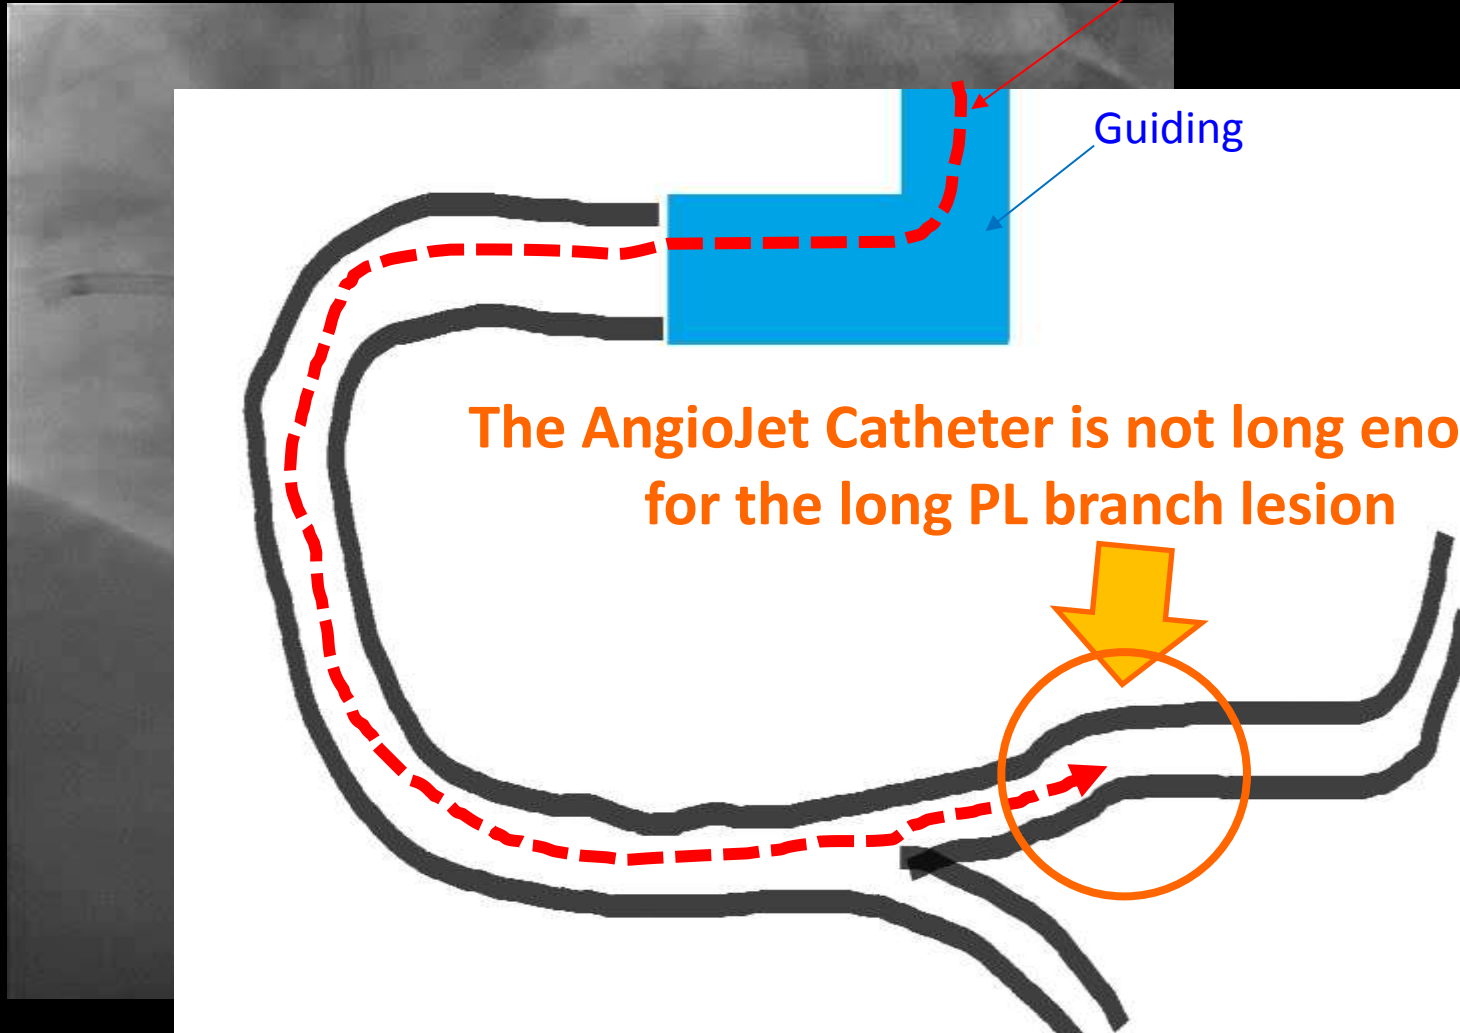 Guiding
The AngioJet Catheter is not long eno
for the long PL branch lesion